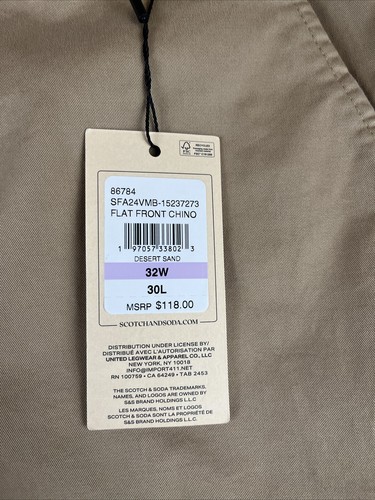 FSC
86784
SFA24VMB-15237273
FLAT FRONT CHINO
1 97057 33802 3
DESERT SAND
32W
30L
MSRP $118.00
SCOTCHANDSODA.COM
DISTRIBUTION UNDER LICENSE BY/
DISTRIBUÉ AVEC L'AUTORISATION PAR
UNITED LEGWEAR & APPAREL CO., LLC
NEW YORK, NY 10018
INFO@IMPORT411.NET
RN 100759 • CA 64249 • TAB 2453
THE SCOTCH & SODA TRADEMARKS,
NAMES, AND LOGOS ARE OWNED BY
S&S BRAND HOLDINGS L.L.C.
LES MARQUES, NOMS ET LOGOS
SCOTCH & SODA SONT LA PROPRIÉTÉ DE
S&S BRAND HOLDINGS L.L.C.